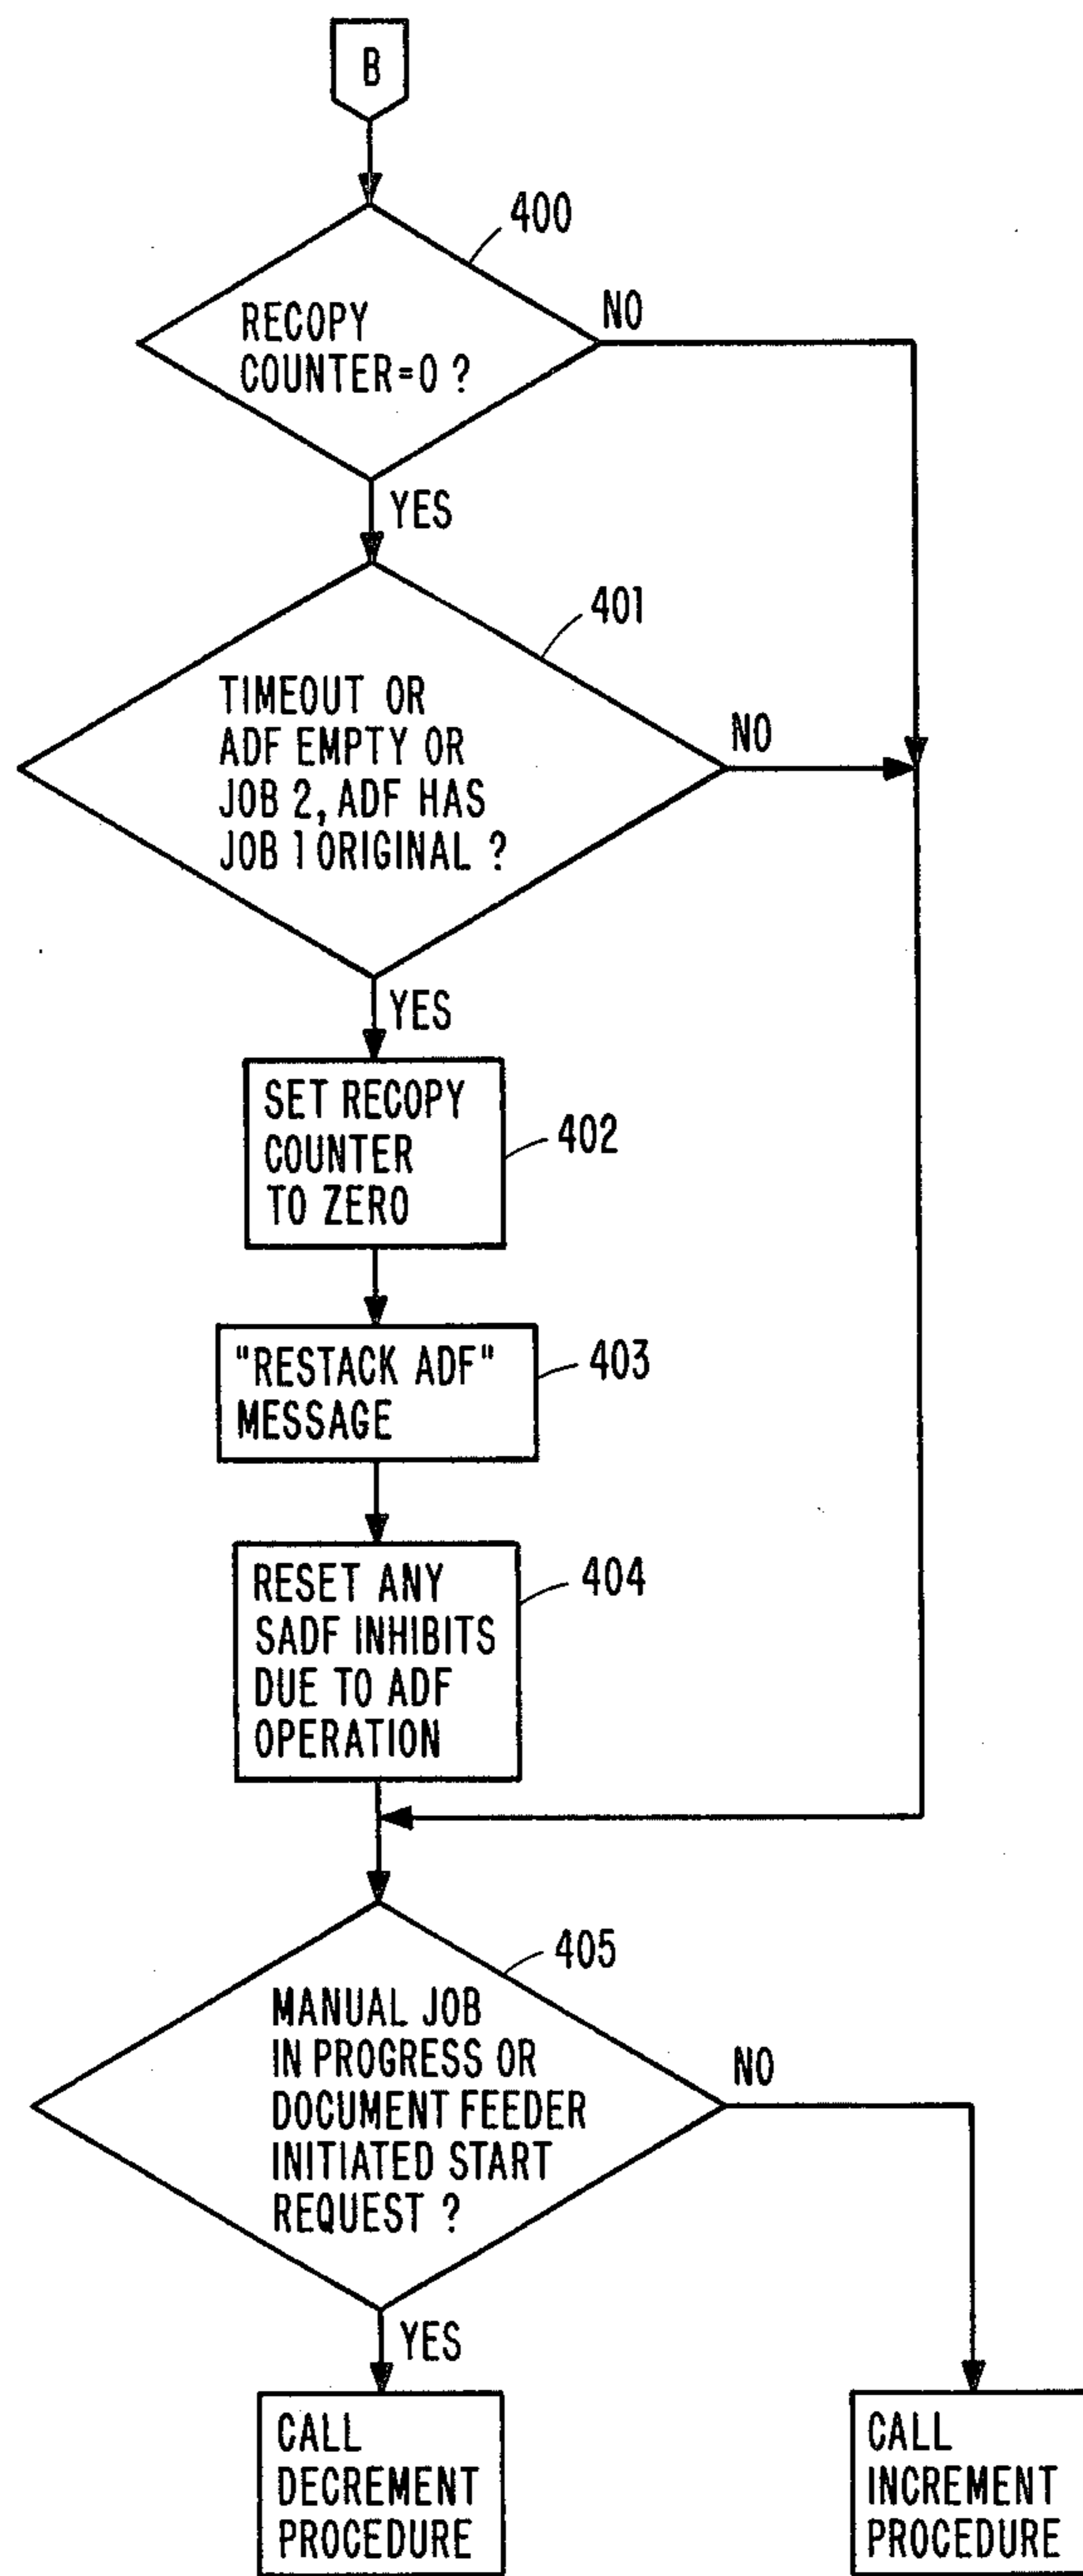 B
400
RECOPY
COUNTER=0 ?
NO
YES
401
TIMEOUT OR
ADF EMPTY OR
JOB 2, ADF HAS
JOB 1 ORIGINAL ?
NO
YES
SET RECOPY
COUNTER
TO ZERO
402
"RESTACK ADF"
MESSAGE
403
RESET ANY
SADF INHIBITS
DUE TO ADF
OPERATION
404
405
MANUAL JOB
IN PROGRESS OR
DOCUMENT FEEDER
INITIATED START
REQUEST ?
NO
YES
CALL
DECREMENT
PROCEDURE
CALL
INCREMENT
PROCEDURE